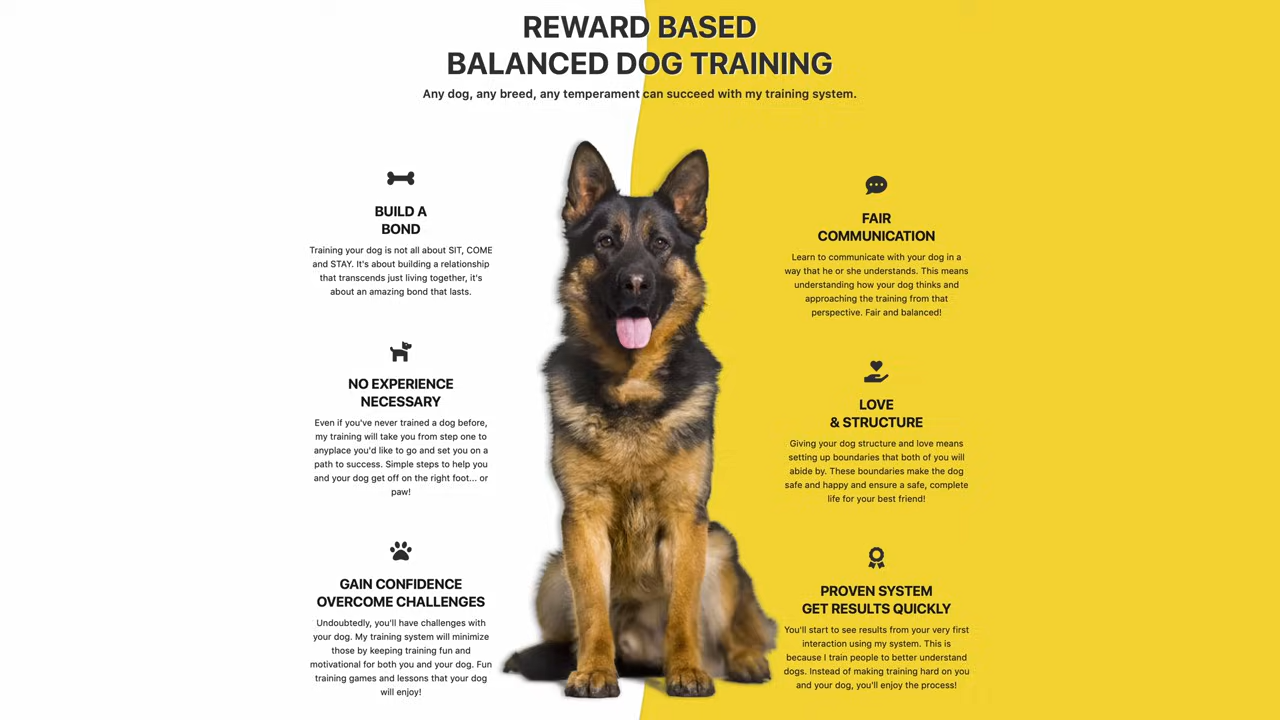 REWARD BASED
BALANCED DOG TRAINING
Any dog, any breed, any temperament can succeed with my training system.
BUILD A
BOND
Training your dog is not all about SIT, COME
and STAY. It's about building a relationship
that transcends just living together, it's
about an amazing bond that lasts.
NO EXPERIENCE
NECESSARY
Even if you've never trained a dog before,
my training will take you from step one to
anyplace you'd like to go and set you on a
path to success. Simple steps to help you
and your dog get off on the right foot... or
paw!
GAIN CONFIDENCE
OVERCOME CHALLENGES
Undoubtedly, you'll have challenges with
your dog. My training system will minimize
those by keeping training fun and
motivational for both you and your dog. Fun
training games and lessons that your dog
will enjoy!
FAIR
COMMUNICATION
Learn to communicate with your dog in a
way that he or she understands. This means
understanding how your dog thinks and
approaching the training from that
perspective. Fair and balanced!
LOVE
& STRUCTURE
Giving your dog structure and love means
setting up boundaries that both of you will
abide by. These boundaries make the dog
safe and happy and ensure a safe, complete
life for your best friend!
PROVEN SYSTEM
GET RESULTS QUICKLY
You'll start to see results from your very first
interaction using my system. This is
because I train people to better understand
dogs. Instead of making training hard on you
and your dog, you'll enjoy the process!